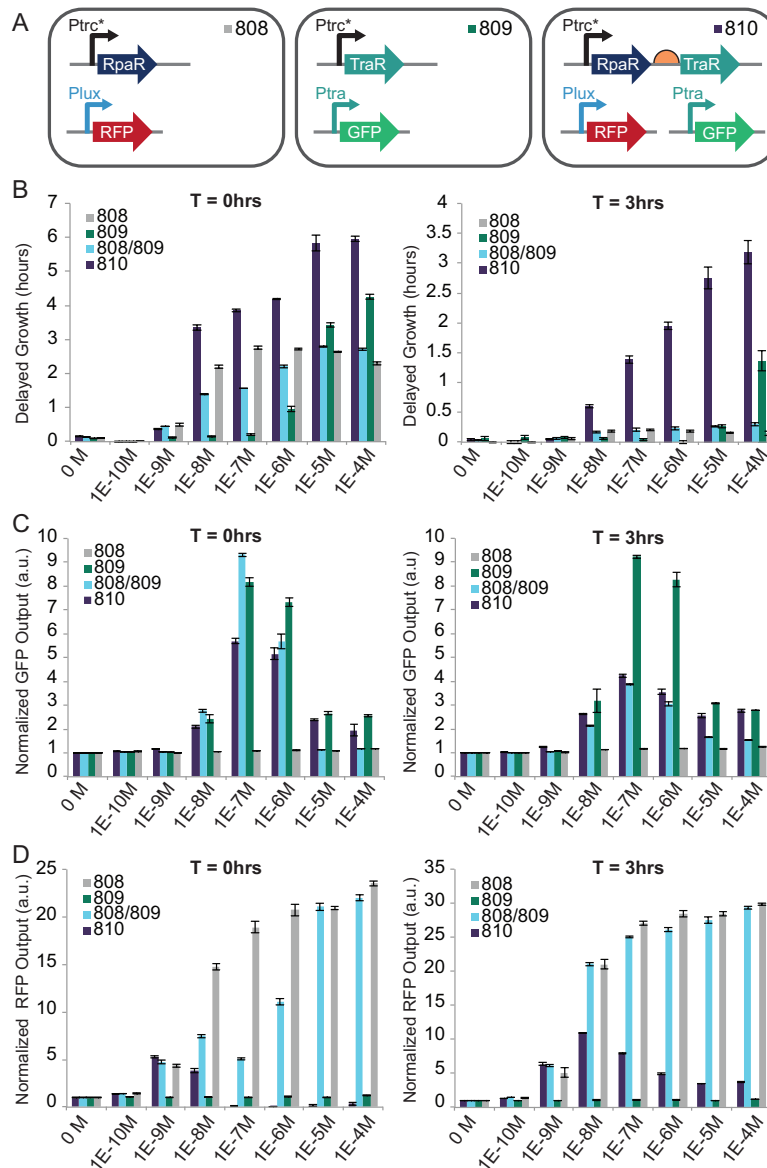 A
Ptrc*
808
RpaR
Plux
RFP
Ptrc*
809
TraR
Ptra
GFP
Ptrc*
810
RpaR
TraR
Plux
Ptra
RFP
GFP
B
T = 0hrs
808
809
808/809
810
Delayed Growth (hours)
7
6
5
4
3
2
1
0
0 M
1E-10M
1E-9M
1E-8M
1E-7M
1E-6M
1E-5M
1E-4M
T = 3hrs
808
809
808/809
810
Delayed Growth (hours)
4
3.5
3
2.5
2
1.5
1
0.5
0
0 M
1E-10M
1E-9M
1E-8M
1E-7M
1E-6M
1E-5M
1E-4M
C
T = 0hrs
808
809
808/809
810
Normalized GFP Output (a.u.)
10
9
8
7
6
5
4
3
2
1
0
0 M
1E-10M
1E-9M
1E-8M
1E-7M
1E-6M
1E-5M
1E-4M
T = 3hrs
808
809
808/809
810
Normalized GFP Output (a.u)
10
9
8
7
6
5
4
3
2
1
0
0 M
1E-10M
1E-9M
1E-8M
1E-7M
1E-6M
1E-5M
1E-4M
D
T = 0hrs
808
809
808/809
810
Normalized RFP Output (a.u.)
25
20
15
10
5
0
0 M
1E-10M
1E-9M
1E-8M
1E-7M
1E-6M
1E-5M
1E-4M
T = 3hrs
808
809
808/809
810
Normalized RFP Output (a.u.)
35
30
25
20
15
10
5
0
0 M
1E-10M
1E-9M
1E-8M
1E-7M
1E-6M
1E-5M
1E-4M